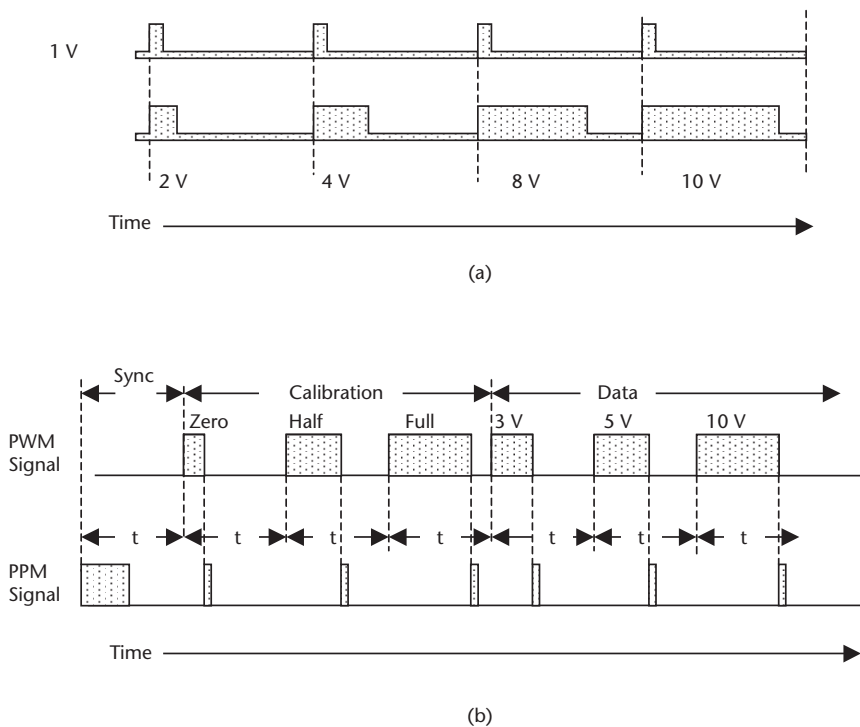 1 V
2 V 4 V 8 V 10 V
Time
(a)
Sync Calibration Data
Zero Half Full 3 V 5 V 10 V
PWM
Signal
t t t t t t t
PPM
Signal
Time
(b)